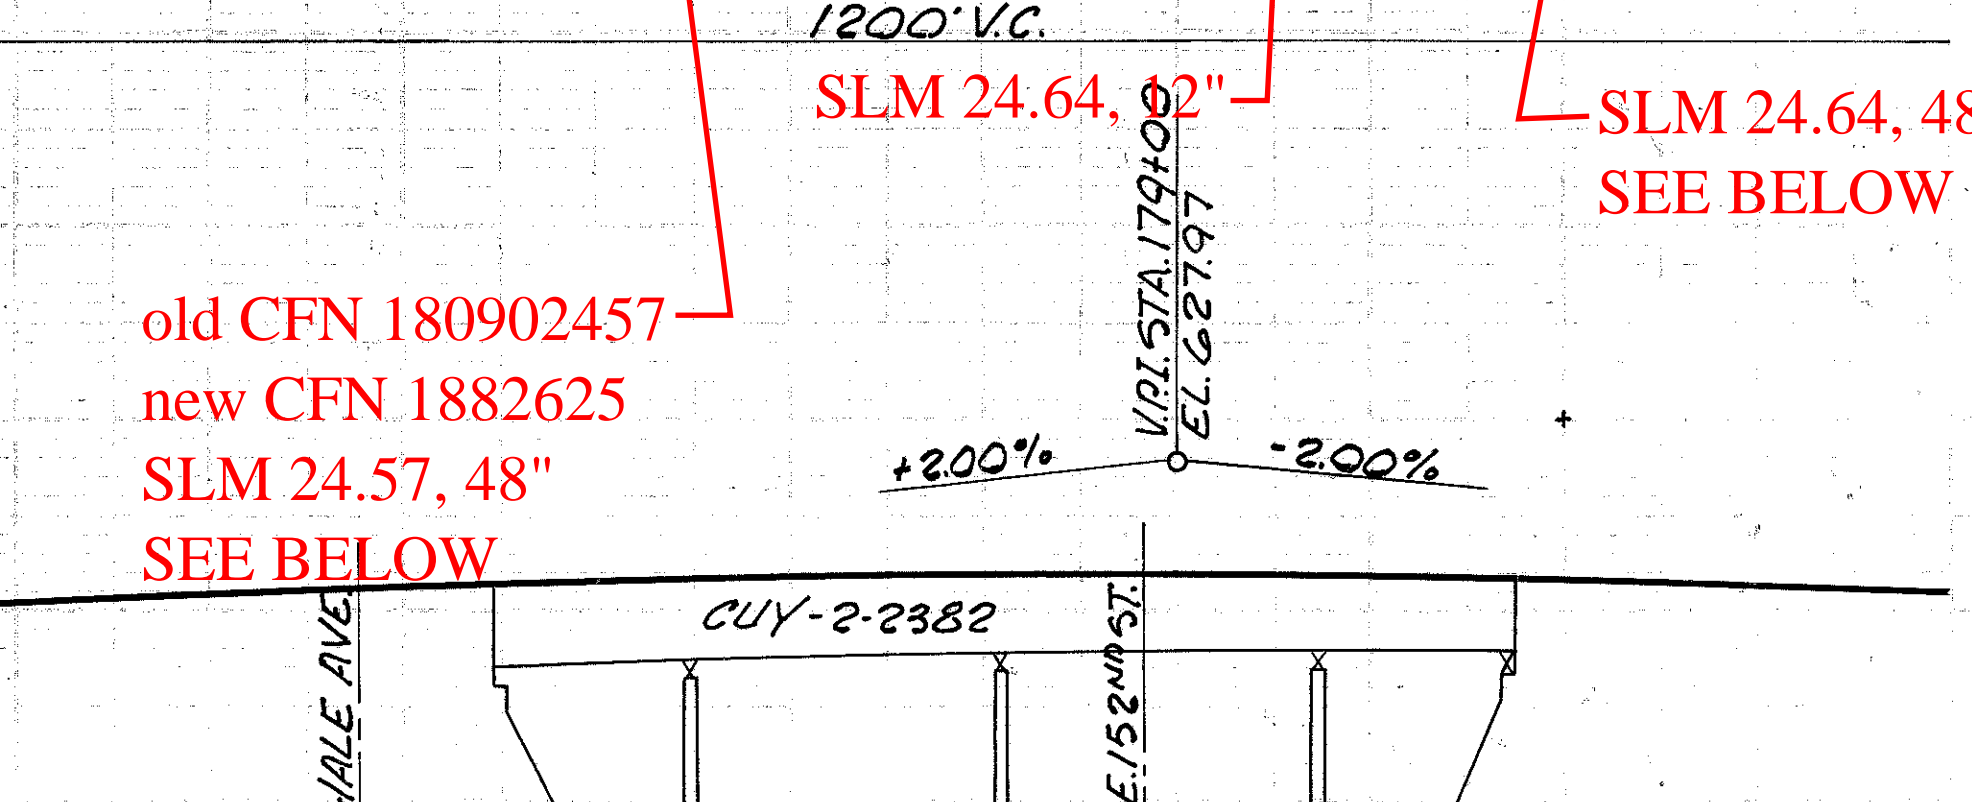 1200' V.C.
SLM 24.64, 12"
SLM 24.64, 48
SEE BELOW
V.P.I. STA. 179+00
EL. 627.97
old CFN 180902457
new CFN 1882625
SLM 24.57, 48"
SEE BELOW
+2.00%
-2.00%
CUY-2-2382
HALE AVE.
E. 152ND ST.